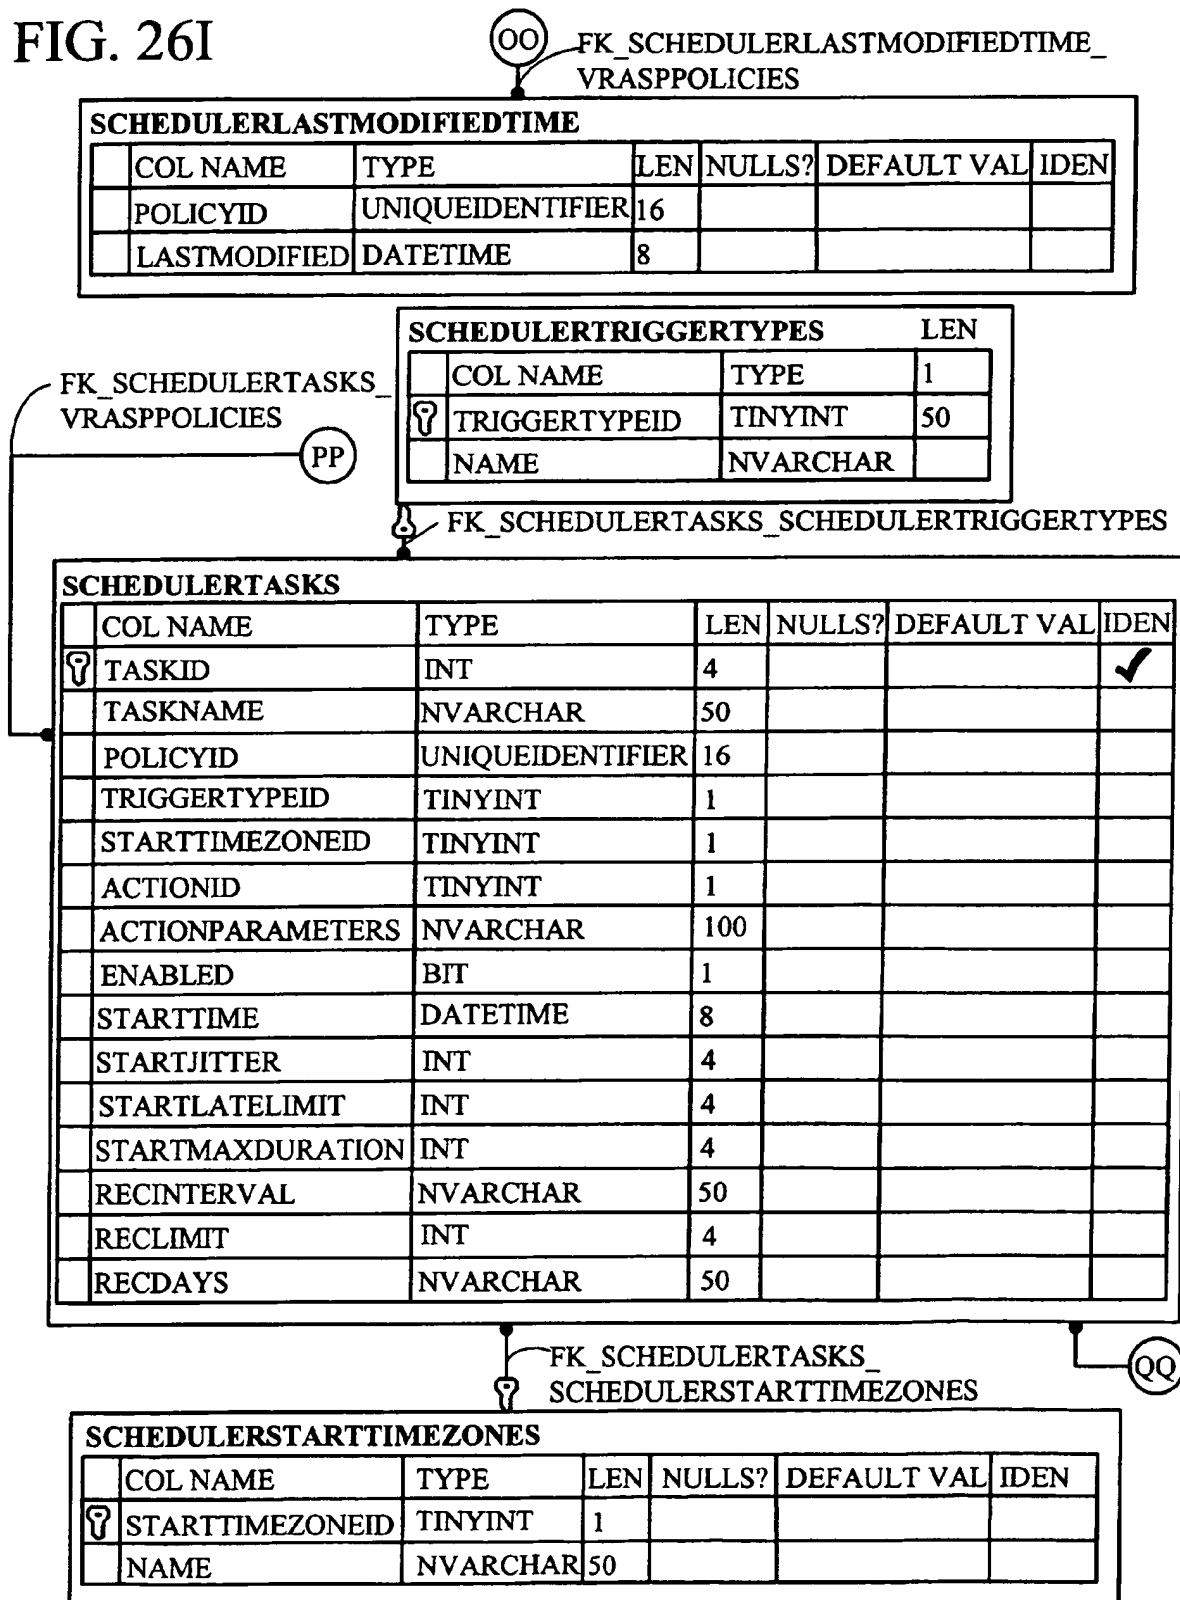 FIG. 26I
OO
FK_SCHEDULERLASTMODIFIEDTIME_
VRASPPOLICIES
SCHEDULERLASTMODIFIEDTIME
COL NAME TYPE LEN NULLS? DEFAULT VAL IDEN
POLICYID UNIQUEIDENTIFIER 16
LASTMODIFIED DATETIME 8
SCHEDULERTRIGGERTYPES LEN
COL NAME TYPE 1
TRIGGERTYPEID TINYINT 50
NAME NVARCHAR
FK_SCHEDULERTASKS_
VRASPPOLICIES
PP
FK_SCHEDULERTASKS_SCHEDULERTRIGGERTYPES
SCHEDULERTASKS
COL NAME TYPE LEN NULLS? DEFAULT VAL IDEN
TASKID INT 4 ✓
TASKNAME NVARCHAR 50
POLICYID UNIQUEIDENTIFIER 16
TRIGGERTYPEID TINYINT 1
STARTTIMEZONEID TINYINT 1
ACTIONID TINYINT 1
ACTIONPARAMETERS NVARCHAR 100
ENABLED BIT 1
STARTTIME DATETIME 8
STARTJITTER INT 4
STARTLATELIMIT INT 4
STARTMAXDURATION INT 4
RECINTERVAL NVARCHAR 50
RECLIMIT INT 4
RECDAYS NVARCHAR 50
FK_SCHEDULERTASKS_
SCHEDULERSTARTTIMEZONES
QQ
SCHEDULERSTARTTIMEZONES
COL NAME TYPE LEN NULLS? DEFAULT VAL IDEN
STARTTIMEZONEID TINYINT 1
NAME NVARCHAR 50